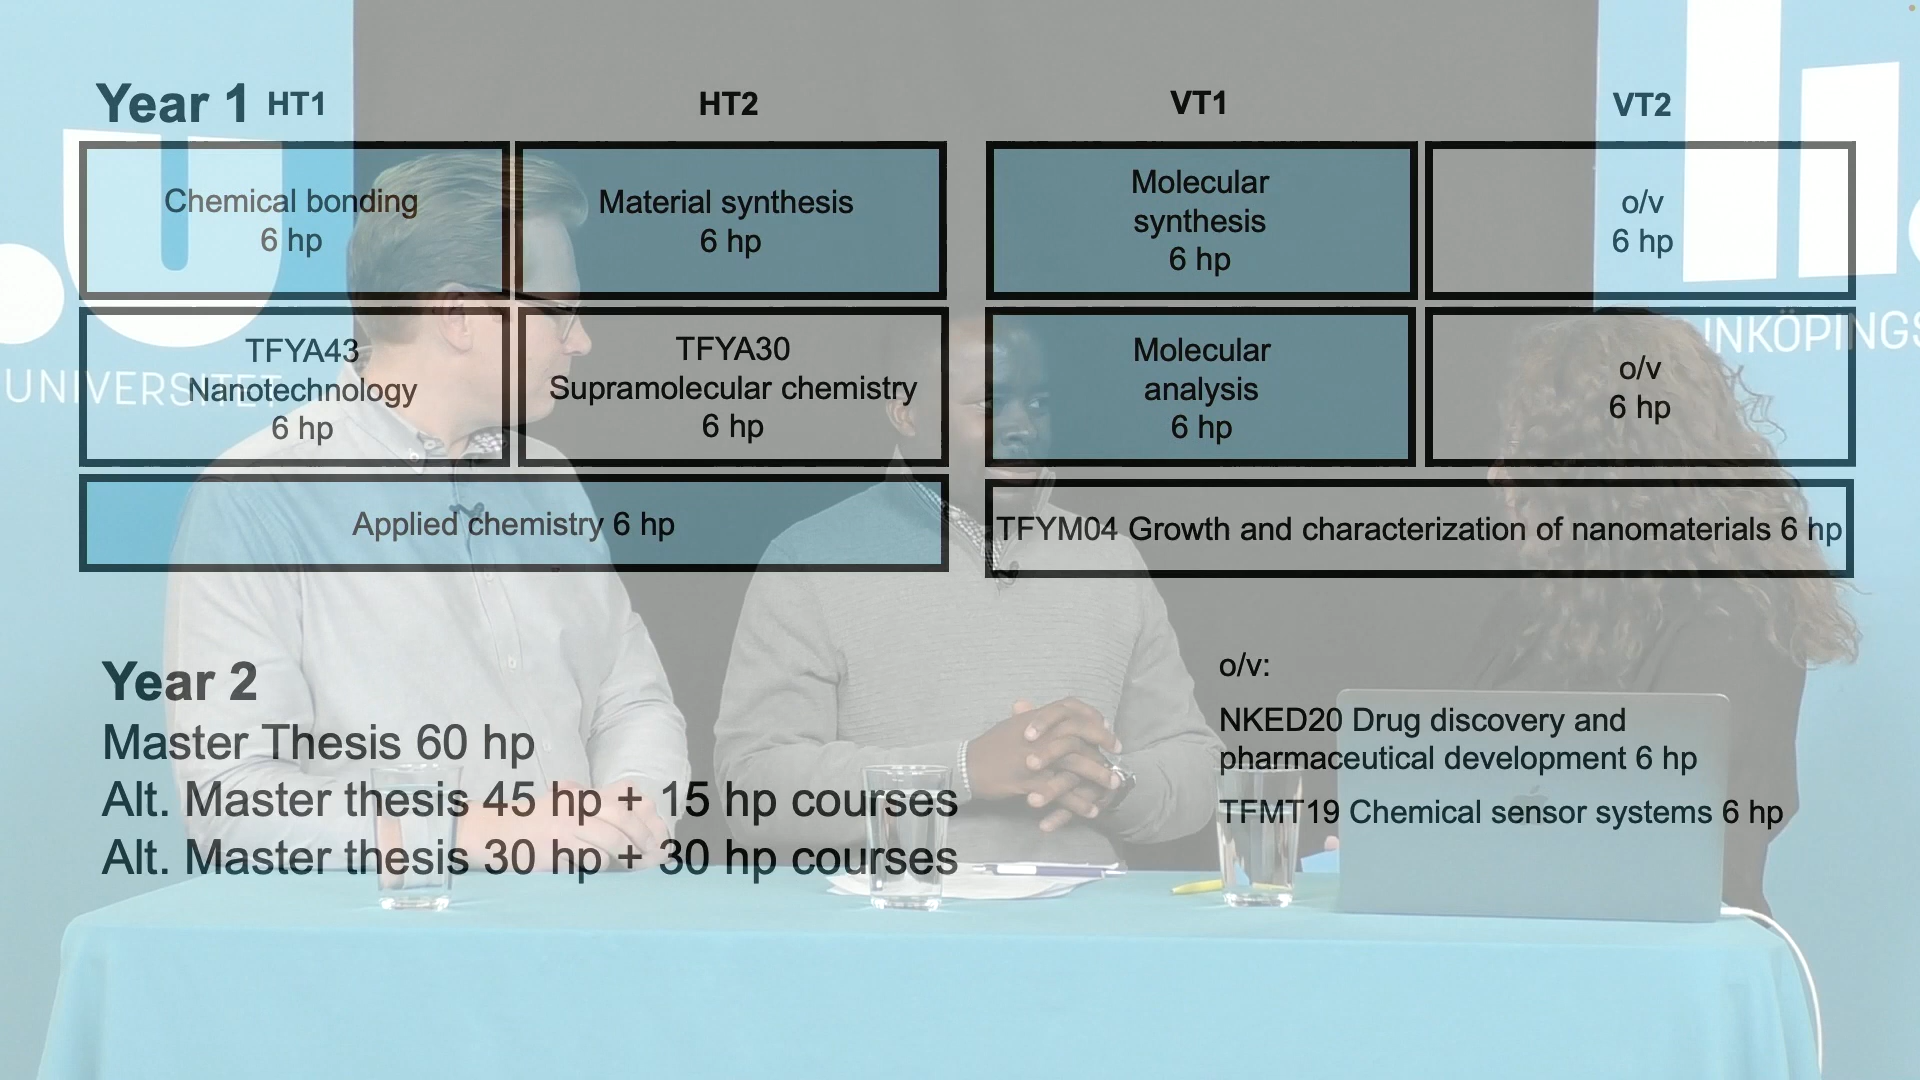 Year 1 HT1
HT2
VT1
VT2
Chemical bonding
6 hp
Material synthesis
6 hp
Molecular
synthesis
6 hp
o/v
6 hp
TFYA43
Nanotechnology
6 hp
TFYA30
Supramolecular chemistry
6 hp
Molecular
analysis
6 hp
o/v
6 hp
Applied chemistry 6 hp
TFYM04 Growth and characterization of nanomaterials 6 hp
Year 2
Master Thesis 60 hp
Alt. Master thesis 45 hp + 15 hp courses
Alt. Master thesis 30 hp + 30 hp courses
o/v:
NKED20 Drug discovery and
pharmaceutical development 6 hp
TFMT19 Chemical sensor systems 6 hp
.U
UNIVERSITET
INKÖPINGS